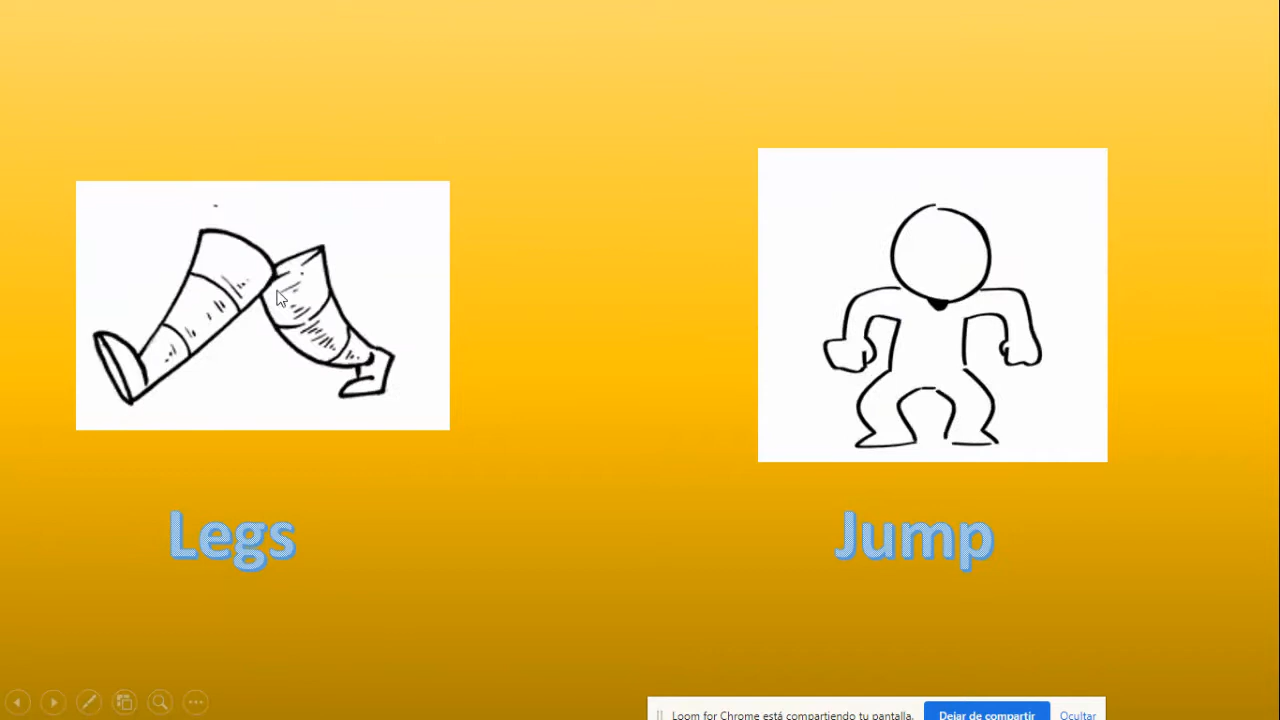 Legs
Jump
Loom for Chrome está compartiendo tu pantalla.
Dejar de compartir
Ocultar